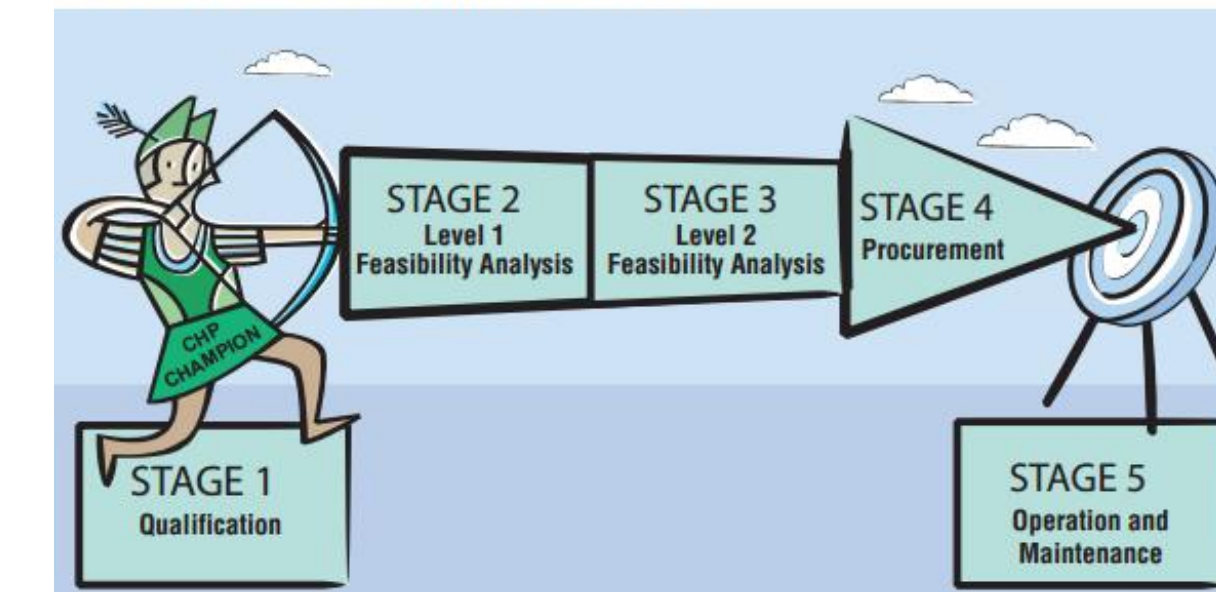 STAGE 2
Level 1
Feasibility Analysis
STAGE 3
Level 2
Feasibility Analysis
STAGE 4
Procurement
CHP
CHAMPION
STAGE 1
Qualification
STAGE 5
Operation and
Maintenance